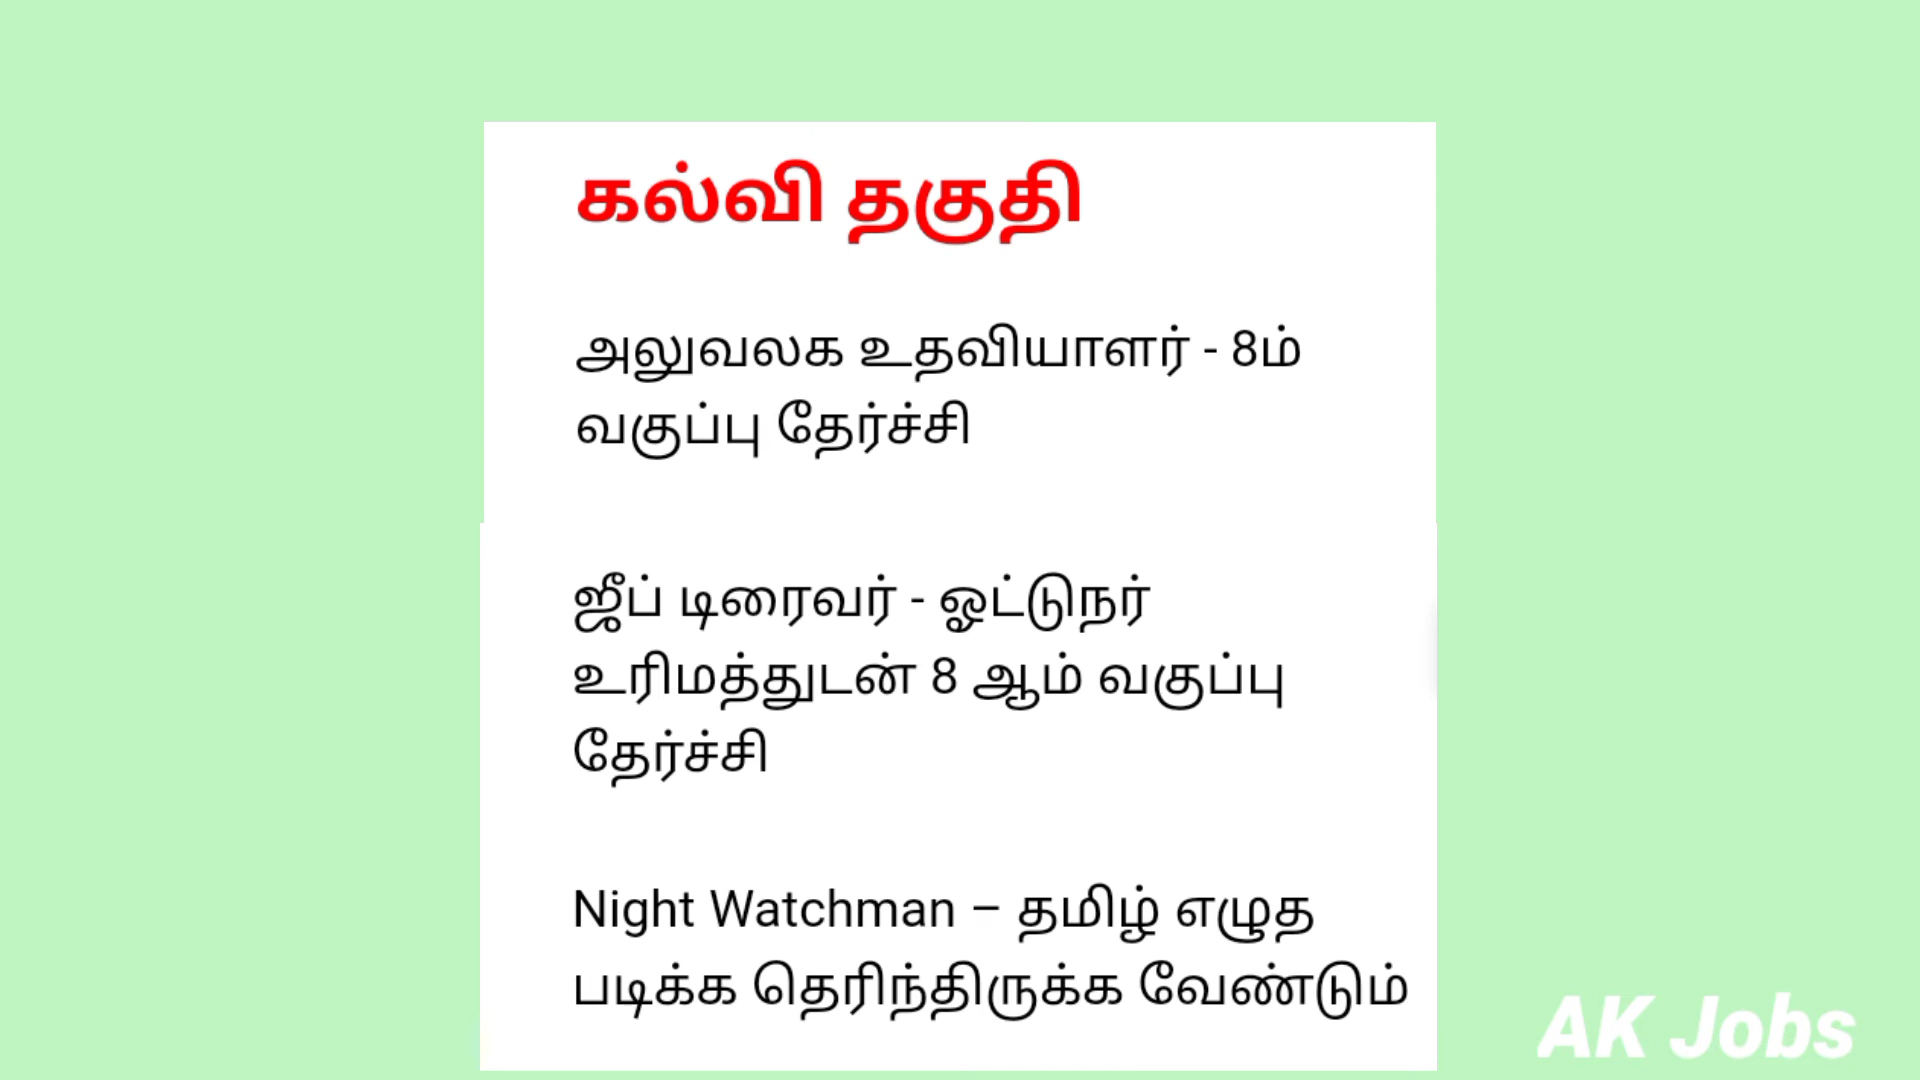 கல்வி தகுதி
அலுவலக உதவியாளர் - 8ம்
வகுப்பு தேர்ச்சி
ஜீப் டிரைவர் - ஓட்டுநர்
உரிமத்துடன் 8 ஆம் வகுப்பு
தேர்ச்சி
Night Watchman – தமிழ் எழுத
படிக்க தெரிந்திருக்க வேண்டும்
AK Jobs